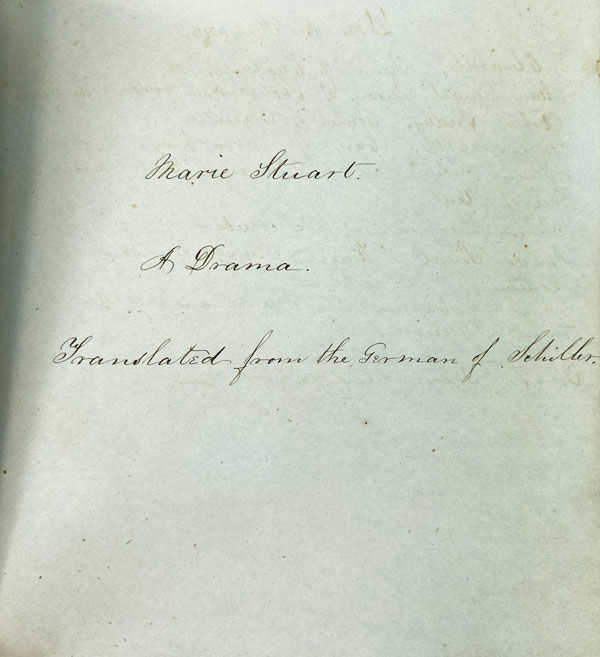 Marie Stuart.
A Drama.
Translated from the German of Schiller.